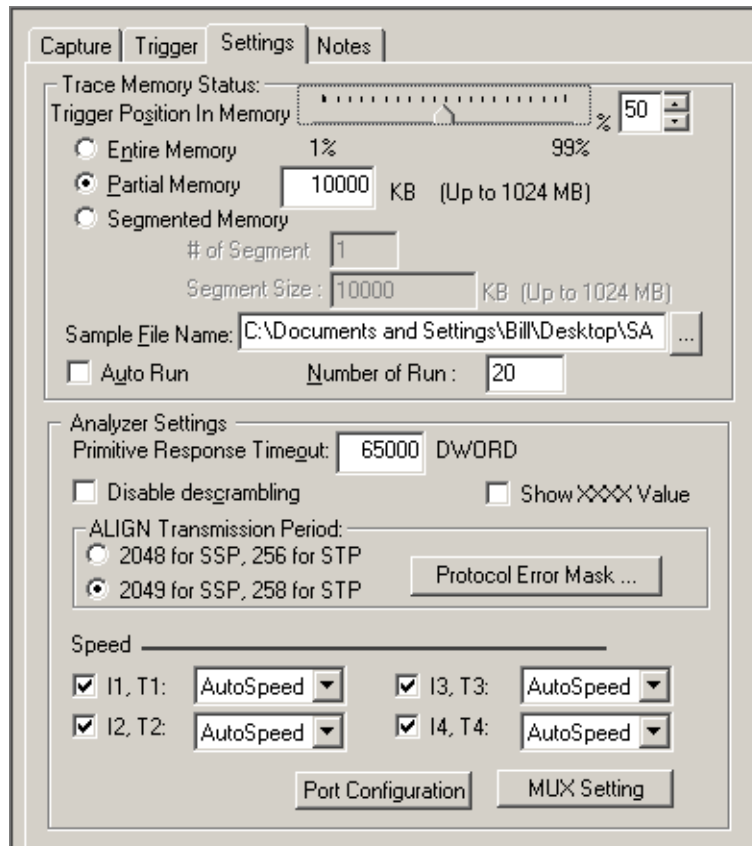 Capture Trigger Settings Notes
Trace Memory Status:
Trigger Position In Memory % 50
Entire Memory 1% 99%
Partial Memory 10000 KB (Up to 1024 MB)
Segmented Memory
# of Segment 1
Segment Size : 10000 KB (Up to 1024 MB)
Sample File Name: C:\Documents and Settings\Bill\Desktop\SA ...
Auto Run Number of Run : 20
Analyzer Settings
Primitive Response Timeout: 65000 DWORD
Disable descrambling Show XXXX Value
ALIGN Transmission Period:
2048 for SSP, 256 for STP
Protocol Error Mask ...
2049 for SSP, 258 for STP
Speed
I1, T1: AutoSpeed I3, T3: AutoSpeed
I2, T2: AutoSpeed I4, T4: AutoSpeed
Port Configuration MUX Setting